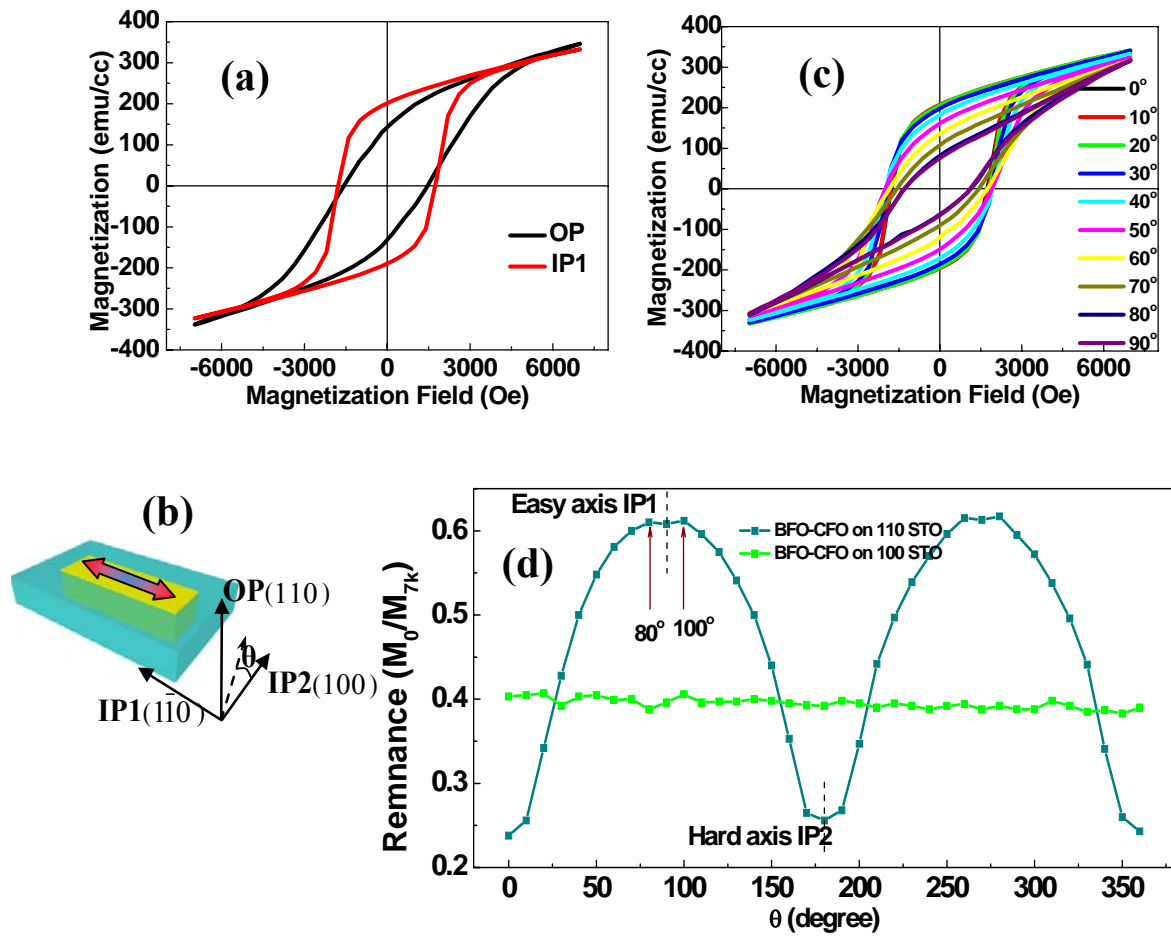 (a)
Magnetization (emu/cc)
400
300
200
100
0
-100
-200
-300
-400
-6000 -3000 0 3000 6000
Magnetization Field (Oe)
OP
IP1
(c)
Magnetization (emu/cc)
400
300
200
100
0
-100
-200
-300
-400
-6000 -3000 0 3000 6000
Magnetization Field (Oe)
0°
10°
20°
30°
40°
50°
60°
70°
80°
90°
(b)
OP(110)
θ
IP2(100)
IP1(1̄10)
(d)
Easy axis IP1
BFO-CFO on 110 STO
BFO-CFO on 100 STO
80° 100°
Hard axis IP2
Remnance (M₀/M₇ₖ)
0.6
0.5
0.4
0.3
0.2
0 50 100 150 200 250 300 350
θ (degree)